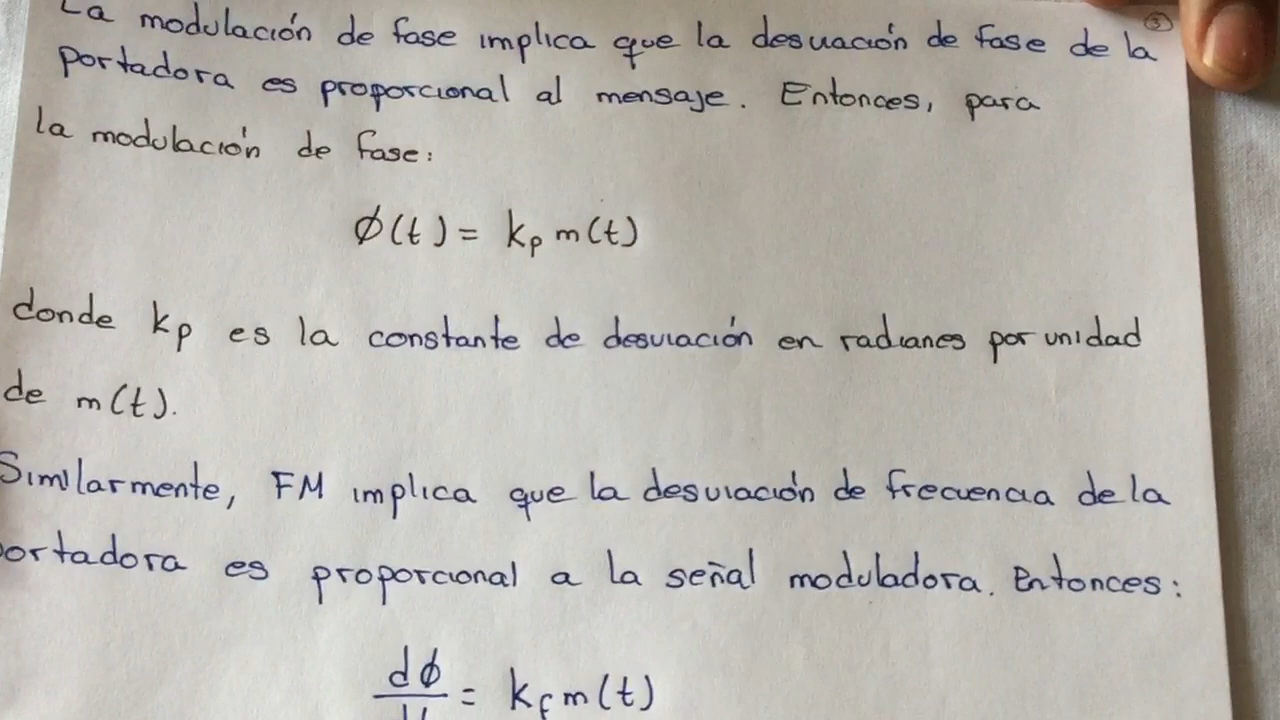 ③
La modulación de fase implica que la desviación de fase de la
portadora es proporcional al mensaje. Entonces, para
la modulación de fase:
ϕ(t) = kp m(t)
donde kp es la constante de desviación en radianes por unidad
de m(t).
Similarmente, FM implica que la desviación de frecuencia de la
portadora es proporcional a la señal moduladora. Entonces:
dϕ = kf m(t)